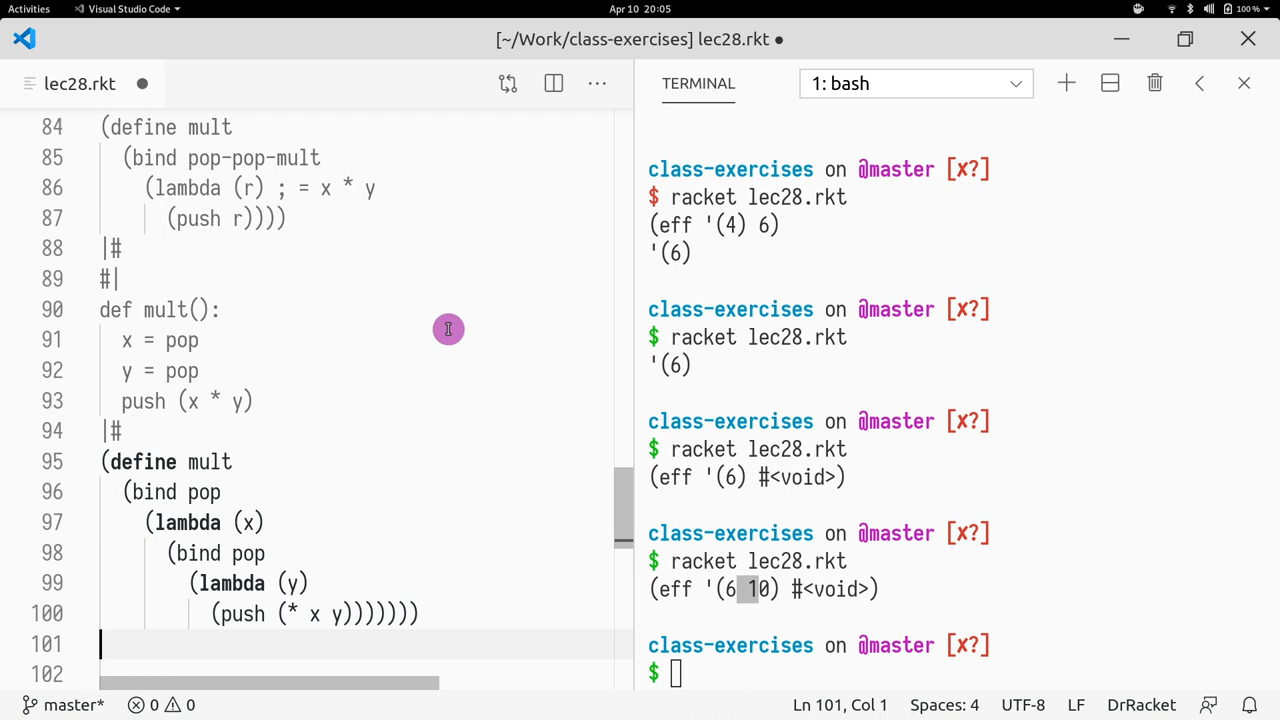 Activities
Visual Studio Code
Apr 10 20:05
100 %
[~/Work/class-exercises] lec28.rkt ●
lec28.rkt
84 (define mult
85 (bind pop-pop-mult
86 (lambda (r) ; = x * y
87 (push r))))
88 |#
89 #|
90 def mult():
91 x = pop
92 y = pop
93 push (x * y)
94 |#
95 (define mult
96 (bind pop
97 (lambda (x)
98 (bind pop
99 (lambda (y)
100 (push (* x y)))))))
101
102
TERMINAL
1: bash
class-exercises on @master [x?]
$ racket lec28.rkt
(eff '(4) 6)
'(6)
class-exercises on @master [x?]
$ racket lec28.rkt
'(6)
class-exercises on @master [x?]
$ racket lec28.rkt
(eff '(6) #<void>)
class-exercises on @master [x?]
$ racket lec28.rkt
(eff '(6 10) #<void>)
class-exercises on @master [x?]
$
master*
0
0
Ln 101, Col 1
Spaces: 4
UTF-8
LF
DrRacket